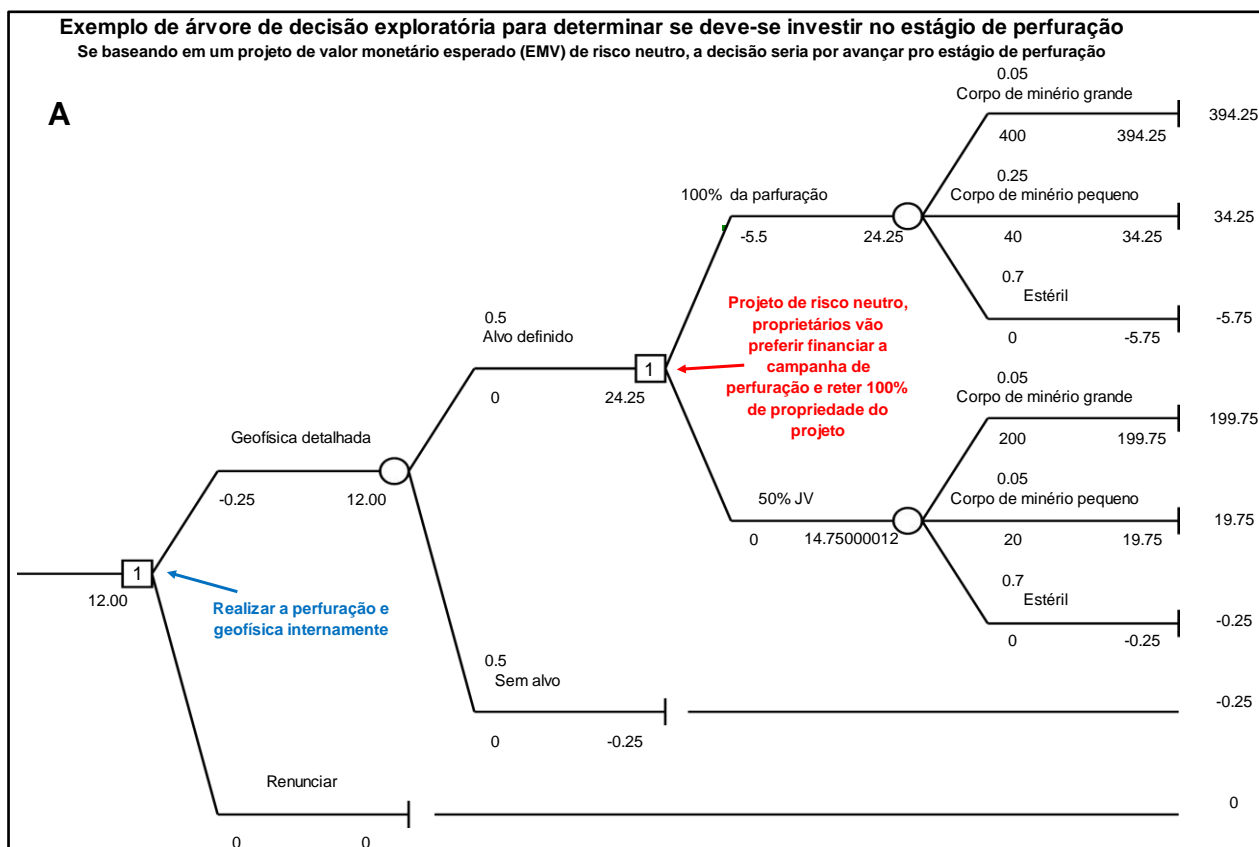 Exemplo de árvore de decisão exploratória para determinar se deve-se investir no estágio de perfuração
Se baseando em um projeto de valor monetário esperado (EMV) de risco neutro, a decisão seria por avançar pro estágio de perfuração
A
0.05
Corpo de minério grande
394.25
400 394.25
0.25
100% da parfuração
Corpo de minério pequeno
34.25
-5.5 24.25
40 34.25
0.7
Estéril
-5.75
0 -5.75
Projeto de risco neutro,
proprietários vão
preferir financiar a
campanha de
perfuração e reter 100%
de propriedade do
projeto
0.5
Alvo definido
1
0 24.25
0.05
Corpo de minério grande
199.75
200 199.75
Geofísica detalhada
-0.25 12.00
0.05
50% JV
Corpo de minério pequeno
19.75
0 14.75000012
20 19.75
1
12.00
Realizar a perfuração e
geofísica internamente
0.7
Estéril
-0.25
0 -0.25
0.5
Sem alvo
-0.25
0 -0.25
Renunciar
0
0 0